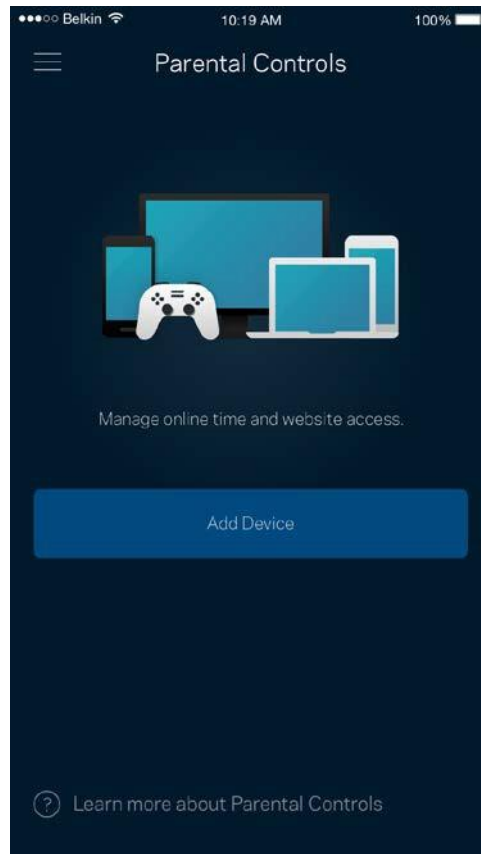 Belkin 10:19 AM 100%
Parental Controls
Manage online time and website access.
Add Device
? Learn more about Parental Controls